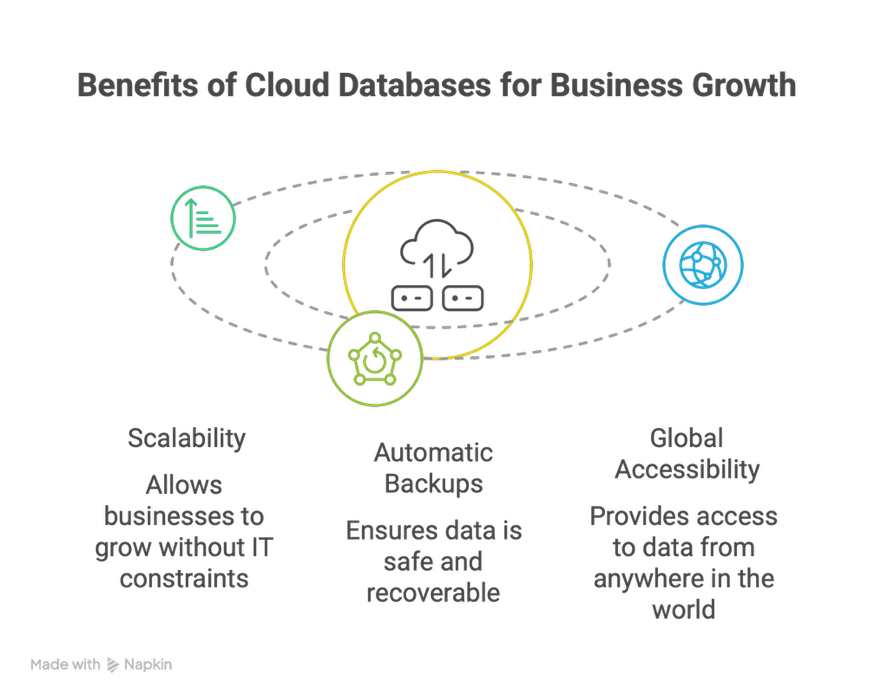 Benefits of Cloud Databases for Business Growth
Scalability
Allows
businesses to
grow without IT
constraints
Automatic
Backups
Ensures data is
safe and
recoverable
Global
Accessibility
Provides access
to data from
anywhere in the
world
Made with Napkin